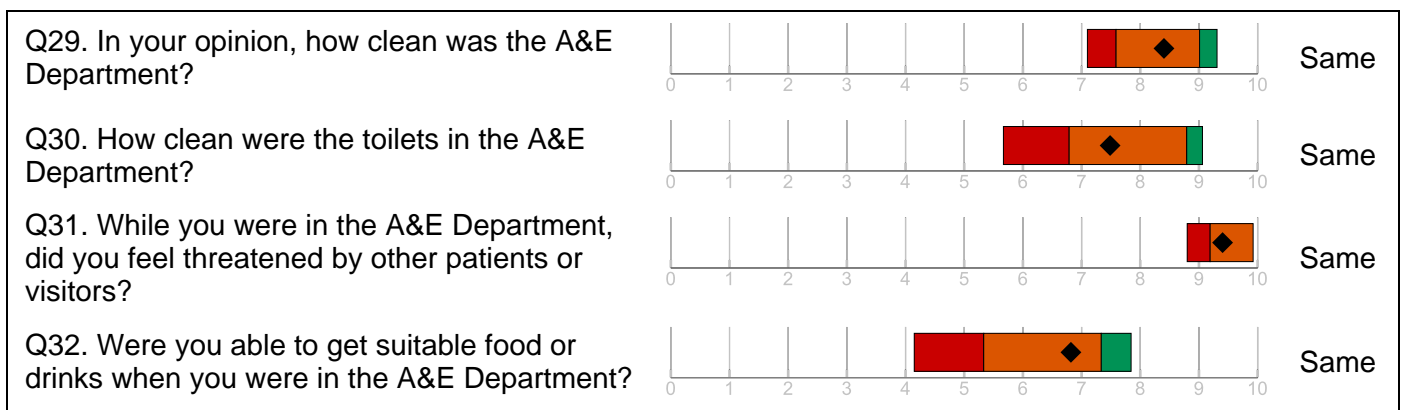 Q29. In your opinion, how clean was the A&E
Department?
Same
0 1 2 3 4 5 6 7 8 9 10
Q30. How clean were the toilets in the A&E
Department?
Same
0 1 2 3 4 5 6 7 8 9 10
Q31. While you were in the A&E Department,
did you feel threatened by other patients or
visitors?
Same
0 1 2 3 4 5 6 7 8 9 10
Q32. Were you able to get suitable food or
drinks when you were in the A&E Department?
Same
0 1 2 3 4 5 6 7 8 9 10